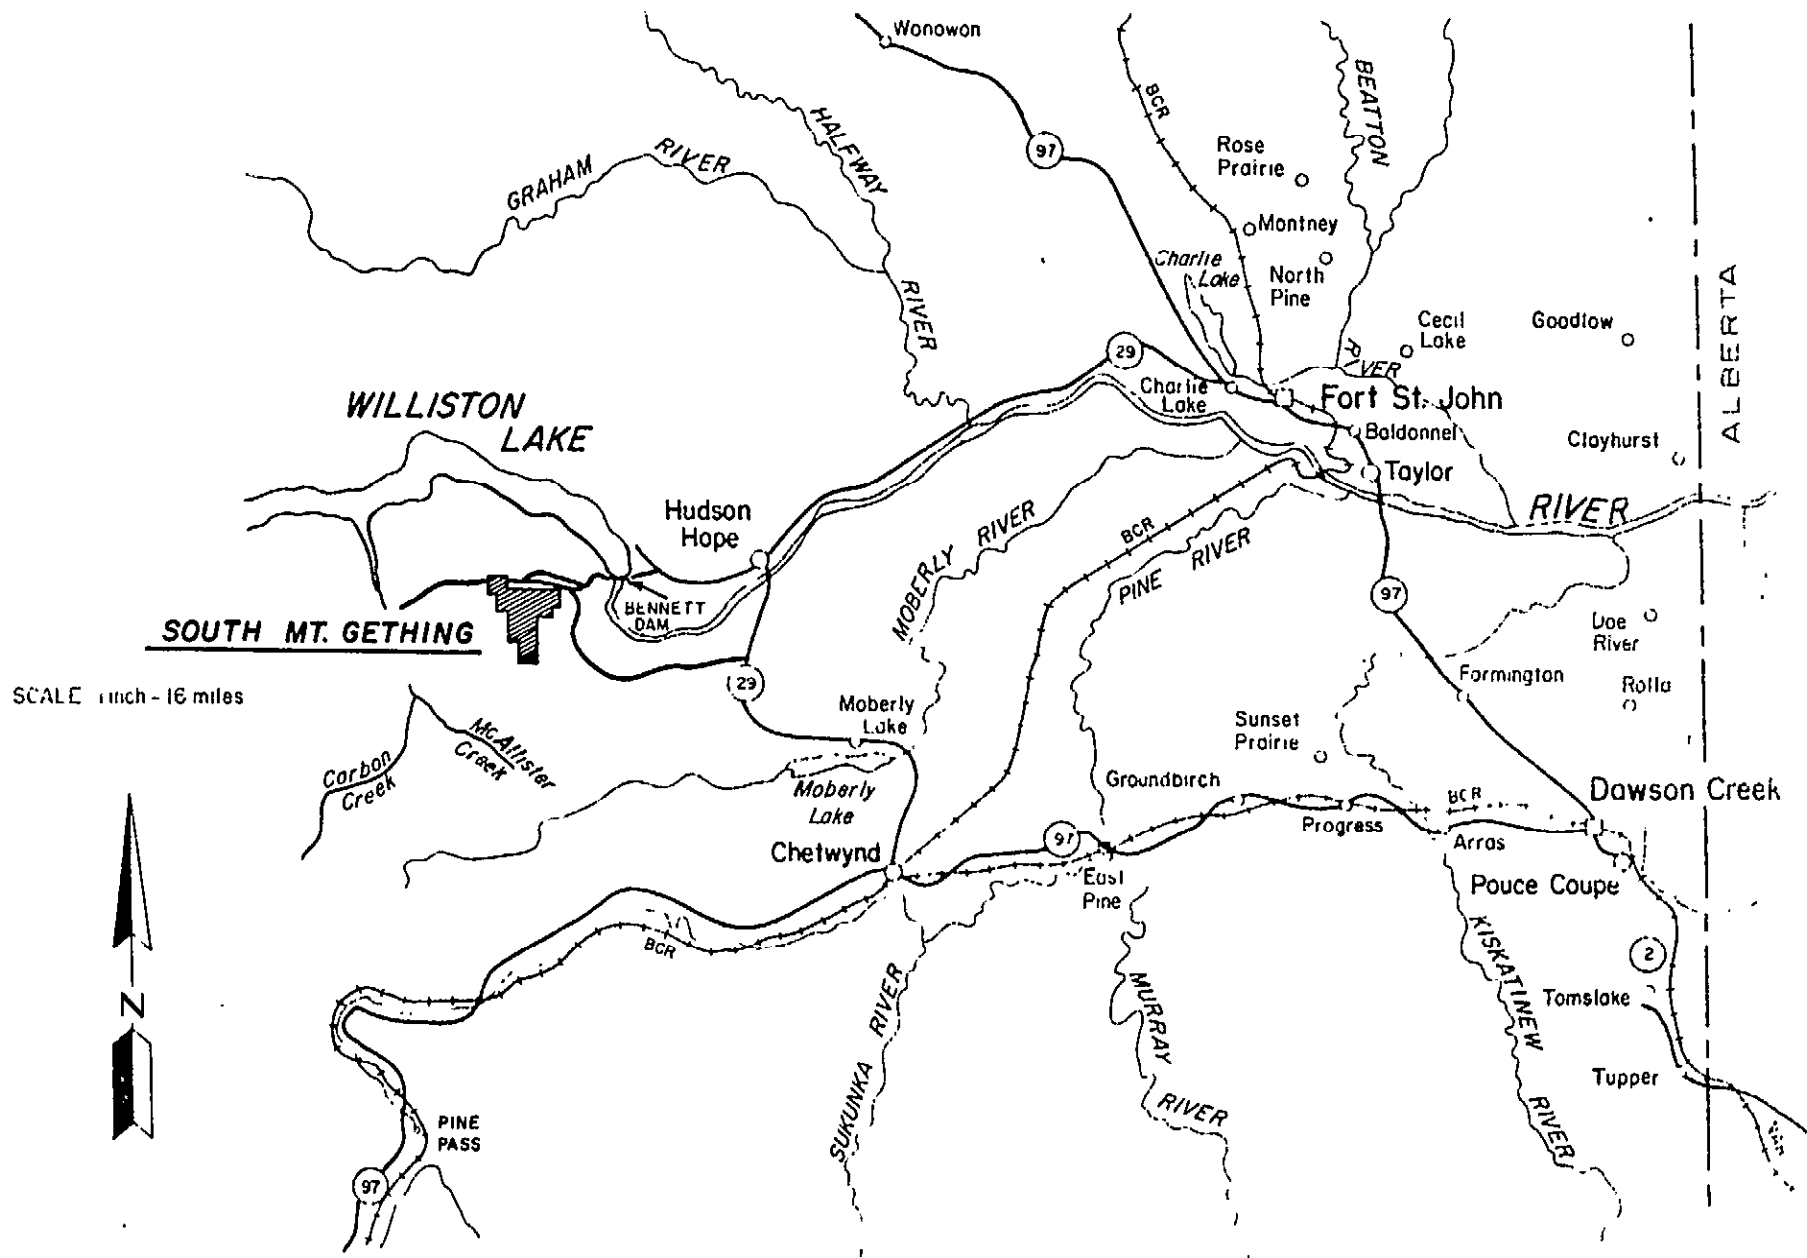 Wonowon
BCR
BEATTON
RIVER
HALFWAY
RIVER
97
Rose
Prairie
GRAHAM
RIVER
Montney
Charlie
Lake
North
Pine
ALBERTA
Cecil
Lake
Goodlow
29
Charlie
Lake
Fort St. John
WILLISTON
LAKE
Baldonnel
Clayhurst
Taylor
Hudson
Hope
RIVER
MOBERLY RIVER
BCR
PINE RIVER
97
BENNETT
DAM
SOUTH MT. GETHING
Doe
River
SCALE 1 inch - 16 miles
29
Farmington
Rolla
Moberly
Lake
Sunset
Prairie
McAllister
Creek
Carbon
Creek
Moberly
Lake
Groundbirch
BCR
Dawson Creek
Progress
97
Arras
Chetwynd
East
Pine
Pouce Coupe
BCR
KISKATINEW
RIVER
2
N
SUKUNKA RIVER
MURRAY
RIVER
Tomslake
Tupper
PINE
PASS
97